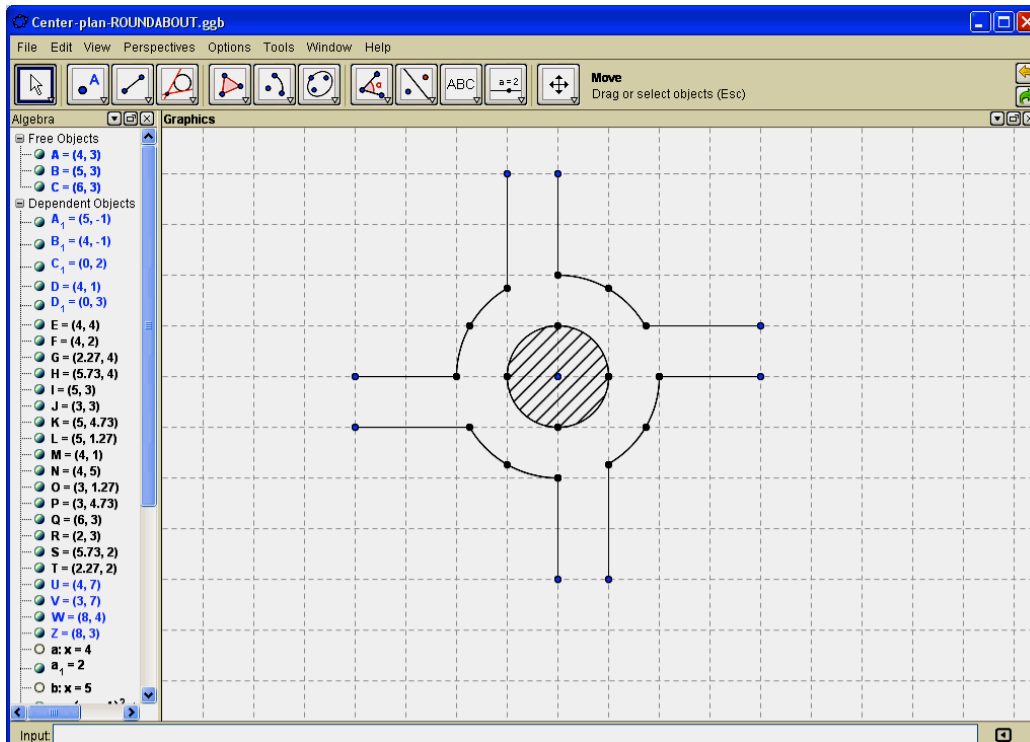 Center-plan-ROUNDABOUT.ggb
File Edit View Perspectives Options Tools Window Help
A
ABC
a=2
α
Move
Drag or select objects (Esc)
Algebra
Graphics
Free Objects
A = (4, 3)
B = (5, 3)
C = (6, 3)
Dependent Objects
A₁ = (5, -1)
B₁ = (4, -1)
C₁ = (0, 2)
D = (4, 1)
D₁ = (0, 3)
E = (4, 4)
F = (4, 2)
G = (2.27, 4)
H = (5.73, 4)
I = (5, 3)
J = (3, 3)
K = (5, 4.73)
L = (5, 1.27)
M = (4, 1)
N = (4, 5)
O = (3, 1.27)
P = (3, 4.73)
Q = (6, 3)
R = (2, 3)
S = (5.73, 2)
T = (2.27, 2)
U = (4, 7)
V = (3, 7)
W = (8, 4)
Z = (8, 3)
a: x = 4
a₁ = 2
b: x = 5
Input: